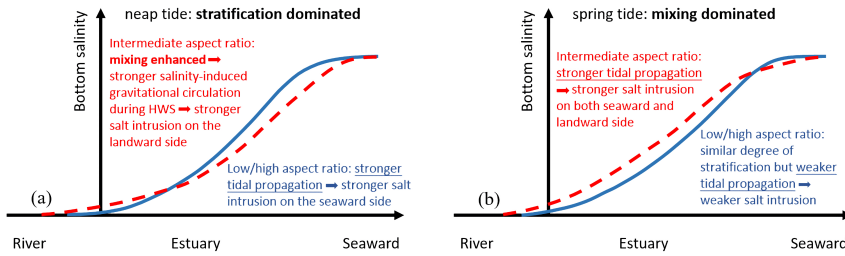 neap tide: stratification dominated
Bottom salinity
Intermediate aspect ratio:
mixing enhanced ➡
stronger salinity-induced
gravitational circulation
during HWS ➡ stronger
salt intrusion on the
landward side
Low/high aspect ratio: stronger
tidal propagation ➡ stronger salt
intrusion on the seaward side
(a)
River
Estuary
Seaward
spring tide: mixing dominated
Bottom salinity
Intermediate aspect ratio:
stronger tidal propagation
➡ stronger salt intrusion
on both seaward and
landward side
Low/high aspect ratio:
similar degree of
stratification but weaker
tidal propagation ➡
weaker salt intrusion
(b)
River
Estuary
Seaward